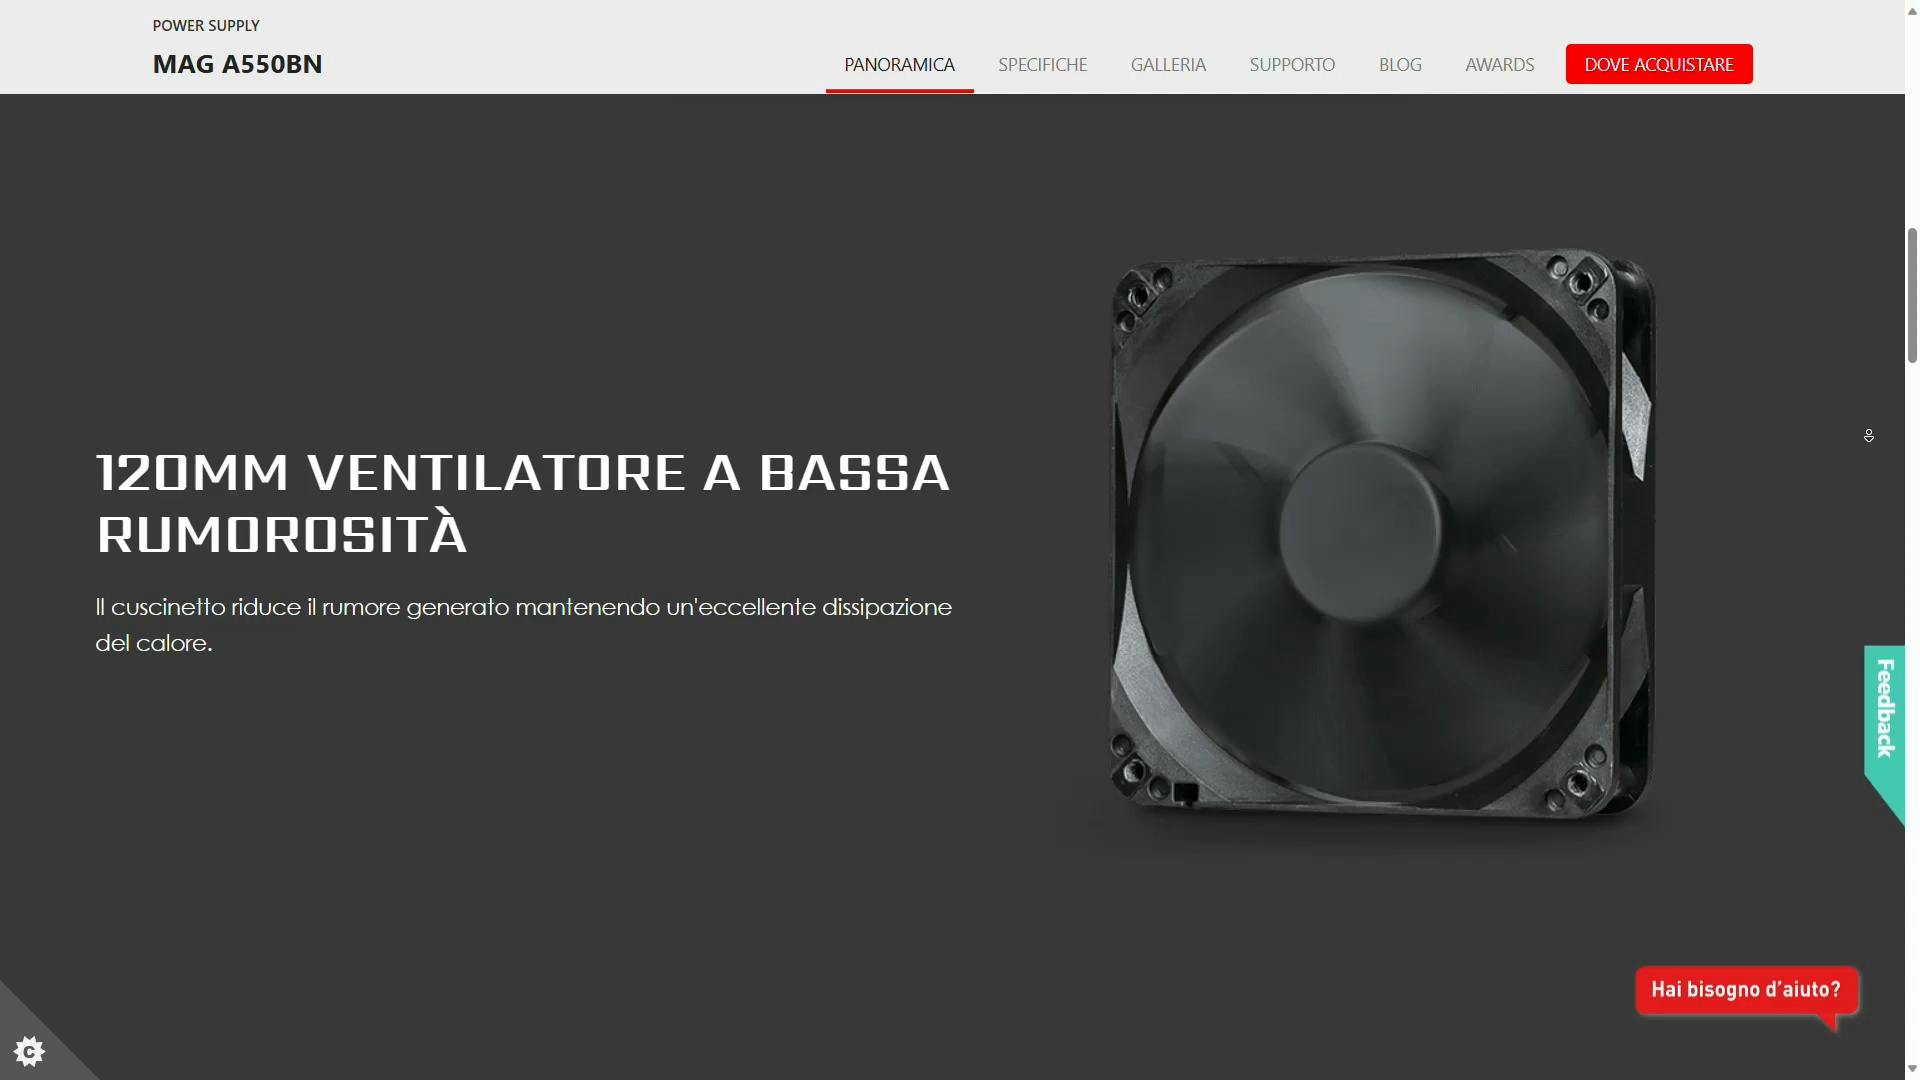 POWER SUPPLY
MAG A550BN
PANORAMICA
SPECIFICHE
GALLERIA
SUPPORTO
BLOG
AWARDS
DOVE ACQUISTARE
120MM VENTILATORE A BASSA
RUMOROSITÀ
Il cuscinetto riduce il rumore generato mantenendo un'eccellente dissipazione
del calore.
Feedback
Hai bisogno d'aiuto?
C